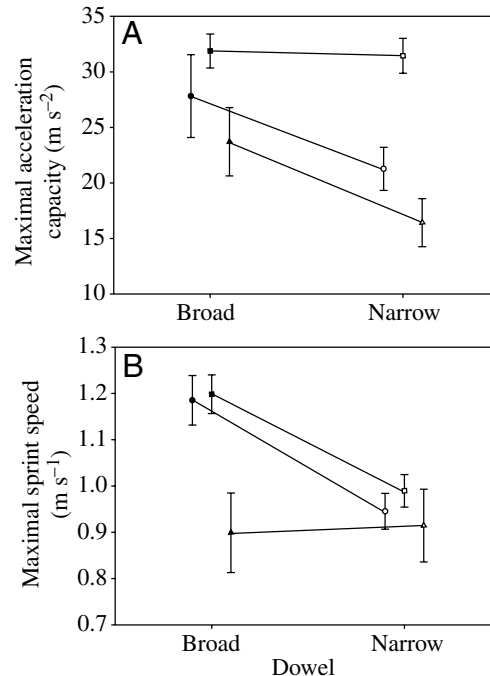 A
Maximal acceleration
capacity (m s−2)
35
30
25
20
15
10
Broad
Narrow
B
Maximal sprint speed
(m s−1)
1.3
1.2
1.1
1.0
0.9
0.8
0.7
Broad
Narrow
Dowel